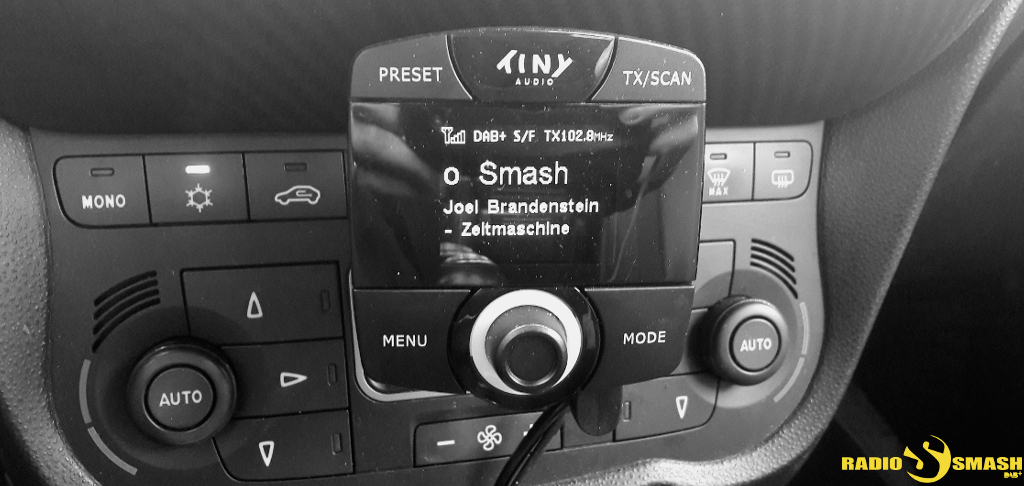 PRESET
TINY
AUDIO
TX/SCAN
DAB+ S/F TX102.8MHz
o Smash
Joel Brandenstein
- Zeitmaschine
MONO
MAX
MENU
MODE
AUTO
AUTO
RADIO SMASH
DAB+